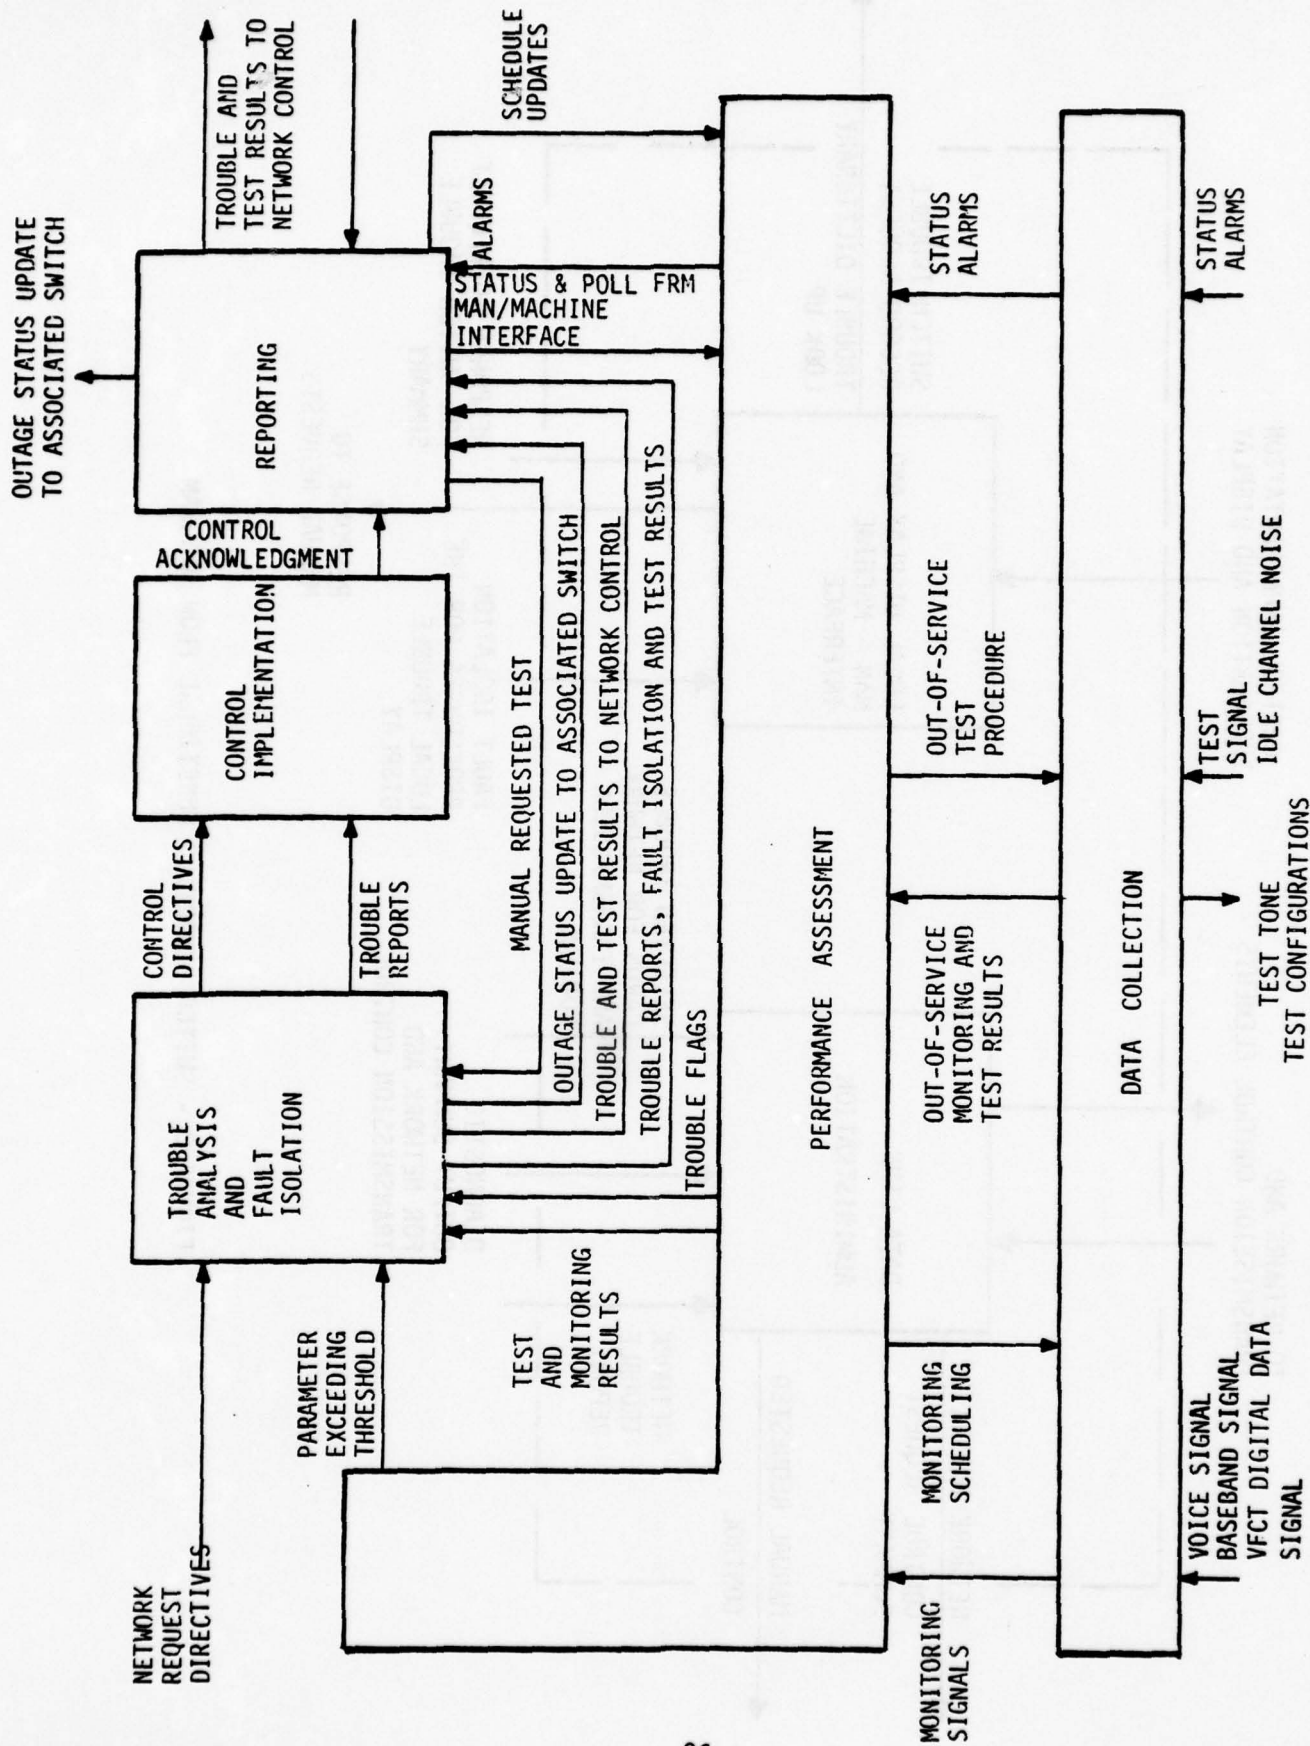 OUTAGE STATUS UPDATE
TO ASSOCIATED SWITCH
TROUBLE AND
TEST RESULTS TO
NETWORK CONTROL
NETWORK
REQUEST
DIRECTIVES
TROUBLE
ANALYSIS
AND
FAULT
ISOLATION
CONTROL
DIRECTIVES
TROUBLE
REPORTS
CONTROL
IMPLEMENTATION
CONTROL
ACKNOWLEDGMENT
REPORTING
SCHEDULE
UPDATES
ALARMS
STATUS & POLL FRM
MAN/MACHINE
INTERFACE
PARAMETER
EXCEEDING
THRESHOLD
TEST
AND
MONITORING
RESULTS
MANUAL REQUESTED TEST
OUTAGE STATUS UPDATE TO ASSOCIATED SWITCH
TROUBLE AND TEST RESULTS TO NETWORK CONTROL
TROUBLE REPORTS, FAULT ISOLATION AND TEST RESULTS
TROUBLE FLAGS
PERFORMANCE ASSESSMENT
MONITORING
SIGNALS
MONITORING
SCHEDULING
OUT-OF-SERVICE
MONITORING AND
TEST RESULTS
OUT-OF-SERVICE
TEST
PROCEDURE
STATUS
ALARMS
DATA COLLECTION
VOICE SIGNAL
BASEBAND SIGNAL
VFCT DIGITAL DATA
SIGNAL
TEST TONE
TEST CONFIGURATIONS
TEST
SIGNAL
IDLE CHANNEL NOISE
STATUS
ALARMS